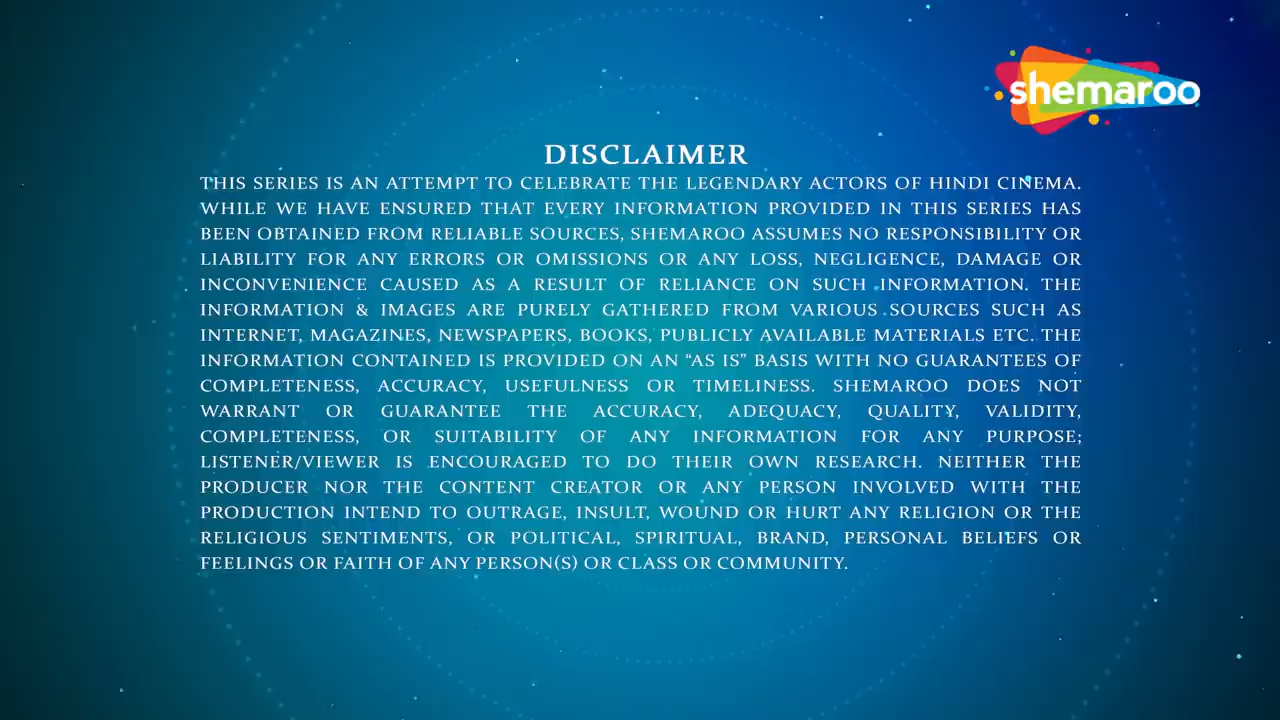 shemaroo
DISCLAIMER
THIS SERIES IS AN ATTEMPT TO CELEBRATE THE LEGENDARY ACTORS OF HINDI CINEMA.
WHILE WE HAVE ENSURED THAT EVERY INFORMATION PROVIDED IN THIS SERIES HAS
BEEN OBTAINED FROM RELIABLE SOURCES, SHEMAROO ASSUMES NO RESPONSIBILITY OR
LIABILITY FOR ANY ERRORS OR OMISSIONS OR ANY LOSS, NEGLIGENCE, DAMAGE OR
INCONVENIENCE CAUSED AS A RESULT OF RELIANCE ON SUCH INFORMATION. THE
INFORMATION & IMAGES ARE PURELY GATHERED FROM VARIOUS SOURCES SUCH AS
INTERNET, MAGAZINES, NEWSPAPERS, BOOKS, PUBLICLY AVAILABLE MATERIALS ETC. THE
INFORMATION CONTAINED IS PROVIDED ON AN “AS IS” BASIS WITH NO GUARANTEES OF
COMPLETENESS, ACCURACY, USEFULNESS OR TIMELINESS. SHEMAROO DOES NOT
WARRANT OR GUARANTEE THE ACCURACY, ADEQUACY, QUALITY, VALIDITY,
COMPLETENESS, OR SUITABILITY OF ANY INFORMATION FOR ANY PURPOSE;
LISTENER/VIEWER IS ENCOURAGED TO DO THEIR OWN RESEARCH. NEITHER THE
PRODUCER NOR THE CONTENT CREATOR OR ANY PERSON INVOLVED WITH THE
PRODUCTION INTEND TO OUTRAGE, INSULT, WOUND OR HURT ANY RELIGION OR THE
RELIGIOUS SENTIMENTS, OR POLITICAL, SPIRITUAL, BRAND, PERSONAL BELIEFS OR
FEELINGS OR FAITH OF ANY PERSON(S) OR CLASS OR COMMUNITY.